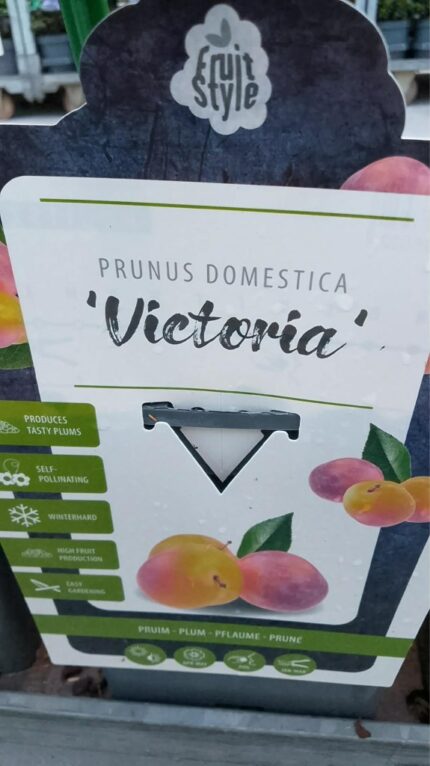 Fruit
Style
PRUNUS DOMESTICA
'Victoria'
PRODUCES
TASTY PLUMS
SELF-
POLLINATING
WINTERHARD
HIGH FRUIT
PRODUCTION
EASY
GARDENING
PRUIM - PLUM - PFLAUME - PRUNE